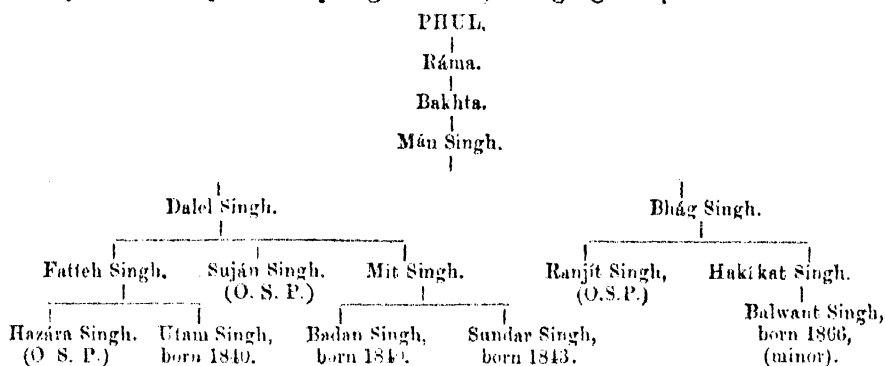 PHUL.
Ráma.
Bakhta.
Mán Singh.
Dalel Singh. Bhág Singh.
Fatteh Singh. Suján Singh. Mit Singh. Ranjít Singh, Hakíkat Singh.
(O. S. P.) (O.S.P.)
Hazára Singh. Utam Singh, Badan Singh, Sundar Singh, Balwant Singh,
(O S. P.) born 1840. born born 1843. born 1866,
(minor).